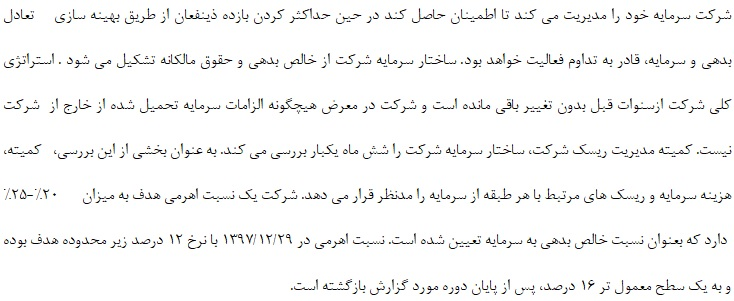 شرکت سرمایه خود را مدیریت می کند تا اطمینان حاصل کند در حین حداکثر کردن بازده ذینفعان از طریق بهینه سازی تعادل
بدهی و سرمایه، قادر به تداوم فعالیت خواهد بود. ساختار سرمایه شرکت از خالص بدهی و حقوق مالکانه تشکیل می شود . استراتژی
کلی شرکت ازسنوات قبل بدون تغییر باقی مانده است و شرکت در معرض هیچگونه الزامات سرمایه تحمیل شده از خارج از شرکت
نیست. کمیته مدیریت ریسک شرکت، ساختار سرمایه شرکت را شش ماه یکبار بررسی می کند. به عنوان بخشی از این بررسی، کمیته،
هزینه سرمایه و ریسک های مرتبط با هر طبقه از سرمایه را مدنظر قرار می دهد. شرکت یک نسبت اهرمی هدف به میزان ۲۰٪-۲۵٪
دارد که بعنوان نسبت خالص بدهی به سرمایه تعیین شده است. نسبت اهرمی در ۱۳۹۷/۱۲/۲۹ با نرخ ۱۲ درصد زیر محدوده هدف بوده
و به یک سطح معمول تر ۱۶ درصد، پس از پایان دوره مورد گزارش بازگشته است.